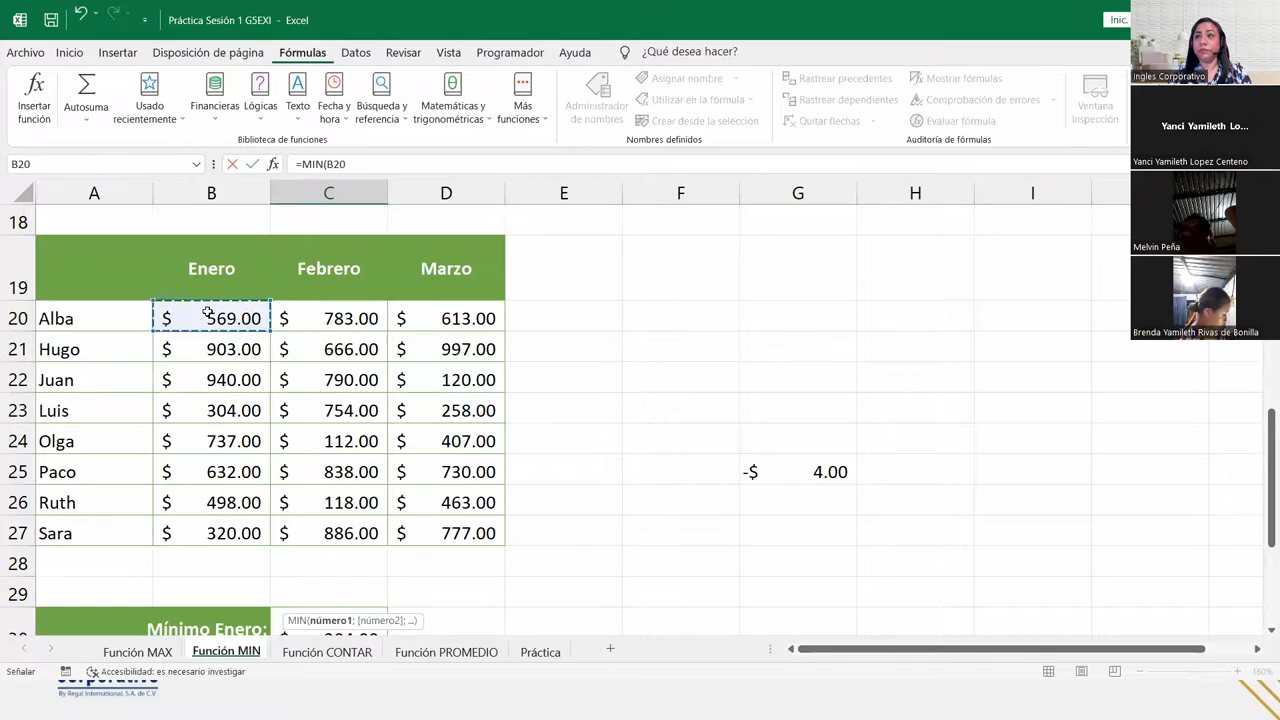 Práctica Sesión 1 G5EXI - Excel
Inic.
Archivo Inicio Insertar Disposición de página Fórmulas Datos Revisar Ayuda ¿Qué desea hacer?
Insertar función
Autosuma
Usado recientemente
Financieras
Lógicas
Texto
Fecha y hora
Búsqueda y referencia
Matemáticas y trigonométricas
Más funciones
Biblioteca de funciones
Administrador de nombres
Asignar nombre
Utilizar en la fórmula
Crear desde la selección
Nombres definidos
Rastrear precedentes
Rastrear dependientes
Quitar flechas
Mostrar fórmulas
Comprobación de errores
Evaluar fórmula
Auditoría de fórmulas
Ventana Inspección
Ingles Corporativo
Yanci Yamileth Lo...
Yanci Yamileth Lopez Centeno
Melvin Peña
Brenda Yamileth Rivas de Bonilla
B20 fx =MIN(B20
A B C D E F G H I
18
19 Enero Febrero Marzo
20 Alba $ 569.00 $ 783.00 $ 613.00
21 Hugo $ 903.00 $ 666.00 $ 997.00
22 Juan $ 940.00 $ 790.00 $ 120.00
23 Luis $ 304.00 $ 754.00 $ 258.00
24 Olga $ 737.00 $ 112.00 $ 407.00
25 Paco $ 632.00 $ 838.00 $ 730.00 -$ 4.00
26 Ruth $ 498.00 $ 118.00 $ 463.00
27 Sara $ 320.00 $ 886.00 $ 777.00
28
29
Mínimo Enero:
MIN(número1; [número2]; ...)
Función MAX Función MIN Función CONTAR Función PROMEDIO Práctica
Señalar Accesibilidad: es necesario investigar 160%
By Regal International, S.A. de C.V.